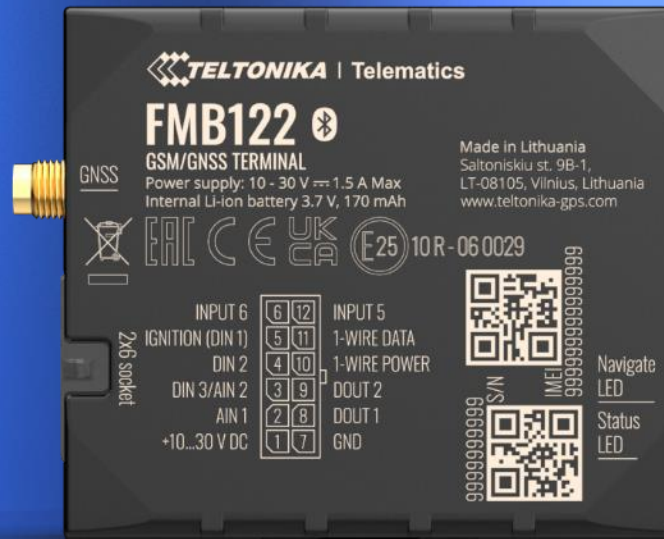 TELTONIKA | Telematics
FMB122
GSM/GNSS TERMINAL
Power supply: 10 - 30 V ⎓ 1.5 A Max
Internal Li-ion battery 3.7 V, 170 mAh
Made in Lithuania
Saltoniskiu st. 9B-1,
LT-08105, Vilnius, Lithuania
www.teltonika-gps.com
GNSS
EAC CE UK CA E25 10 R - 06 0029
2x6 socket
INPUT 6 6 12 INPUT 5
IGNITION (DIN 1) 5 11 1-WIRE DATA
DIN 2 4 10 1-WIRE POWER
DIN 3/AIN 2 3 9 DOUT 2
AIN 1 2 8 DOUT 1
+10...30 V DC 1 7 GND
S/N
IMEI
Navigate
LED
Status
LED